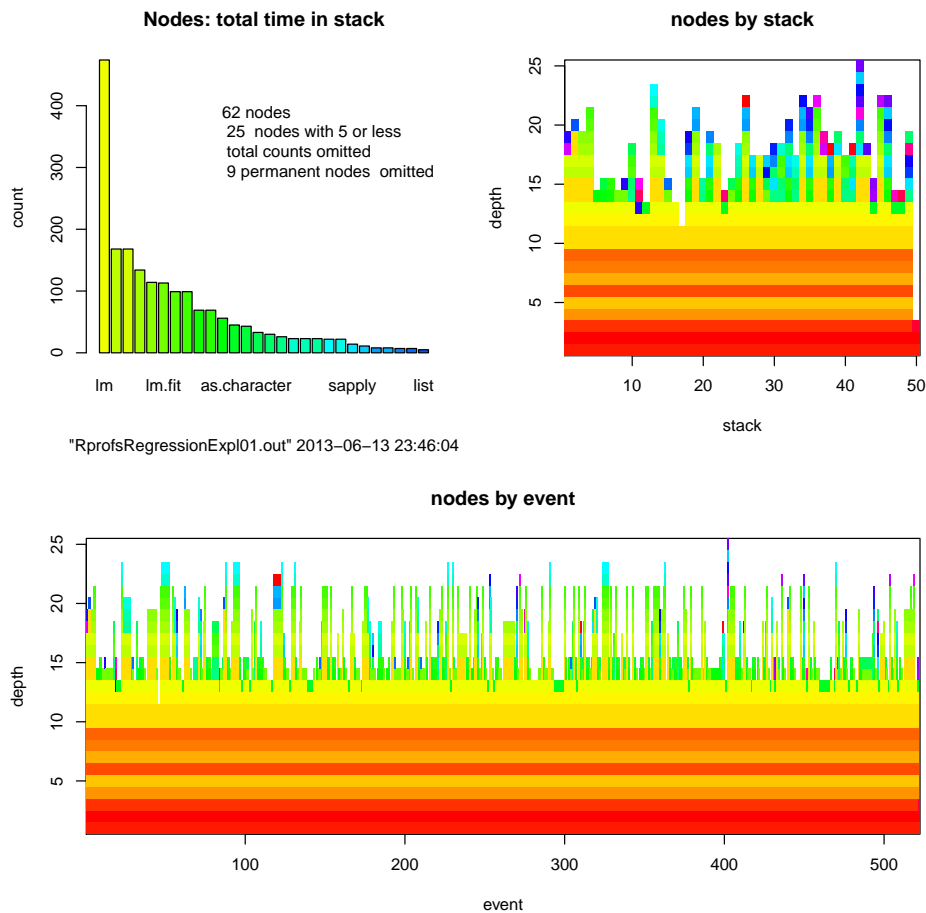 Nodes: total time in stack
count
0
100
200
300
400
62 nodes
25 nodes with 5 or less
total counts omitted
9 permanent nodes omitted
lm
lm.fit
as.character
sapply
list
"RprofsRegressionExpl01.out" 2013−06−13 23:46:04
nodes by stack
depth
5
10
15
20
25
10
20
30
40
50
stack
nodes by event
depth
5
10
15
20
25
100
200
300
400
500
event